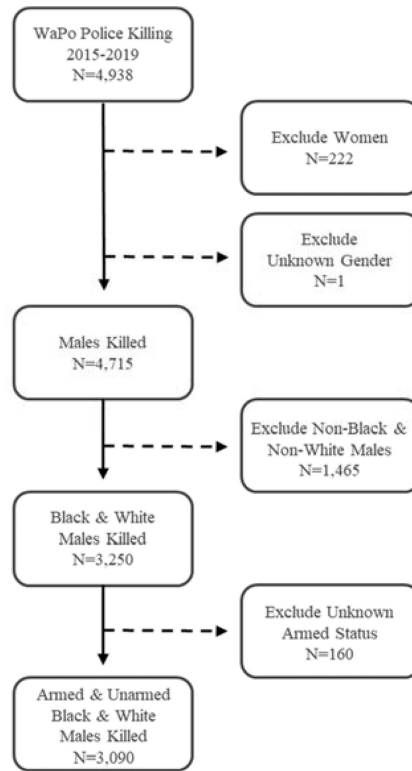 WaPo Police Killing
2015-2019
N=4,938
Exclude Women
N=222
Exclude
Unknown Gender
N=1
Males Killed
N=4,715
Exclude Non-Black &
Non-White Males
N=1,465
Black & White
Males Killed
N=3,250
Exclude Unknown
Armed Status
N=160
Armed & Unarmed
Black & White
Males Killed
N=3,090